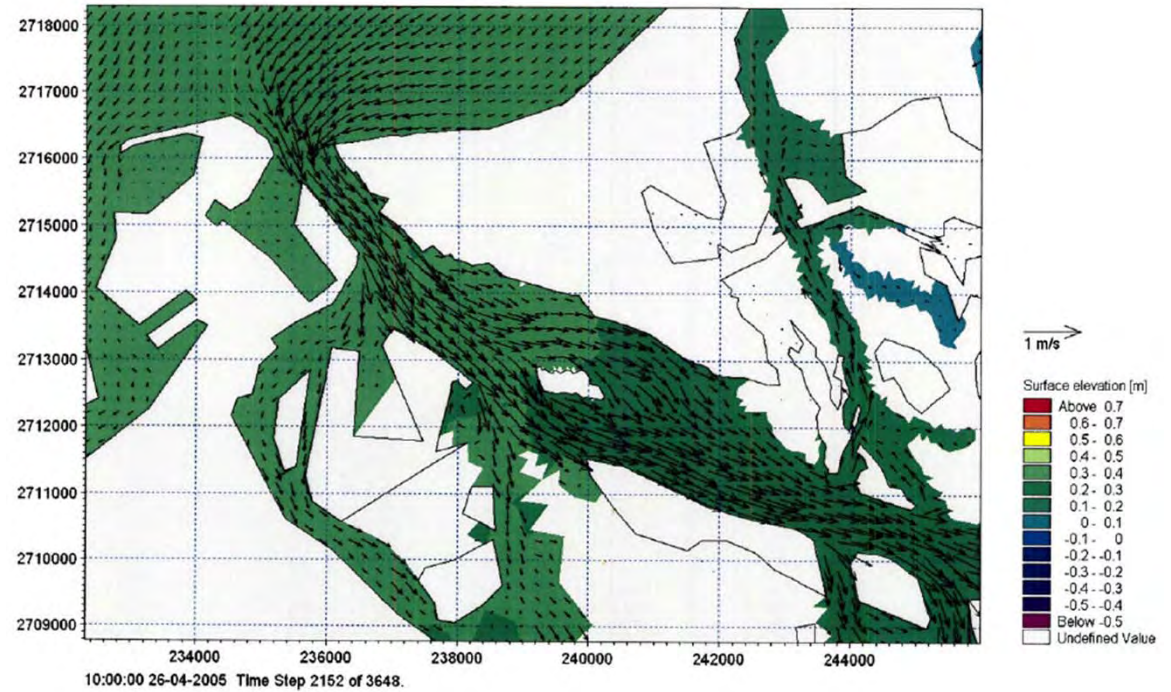 2718000
2717000
2716000
2715000
2714000
2713000
2712000
2711000
2710000
2709000
234000 236000 238000 240000 242000 244000
10:00:00 26-04-2005 Time Step 2152 of 3648.
1 m/s
Surface elevation [m]
Above 0.7
0.6 - 0.7
0.5 - 0.6
0.4 - 0.5
0.3 - 0.4
0.2 - 0.3
0.1 - 0.2
0 - 0.1
-0.1 - 0
-0.2 - -0.1
-0.3 - -0.2
-0.4 - -0.3
-0.5 - -0.4
Below -0.5
Undefined Value